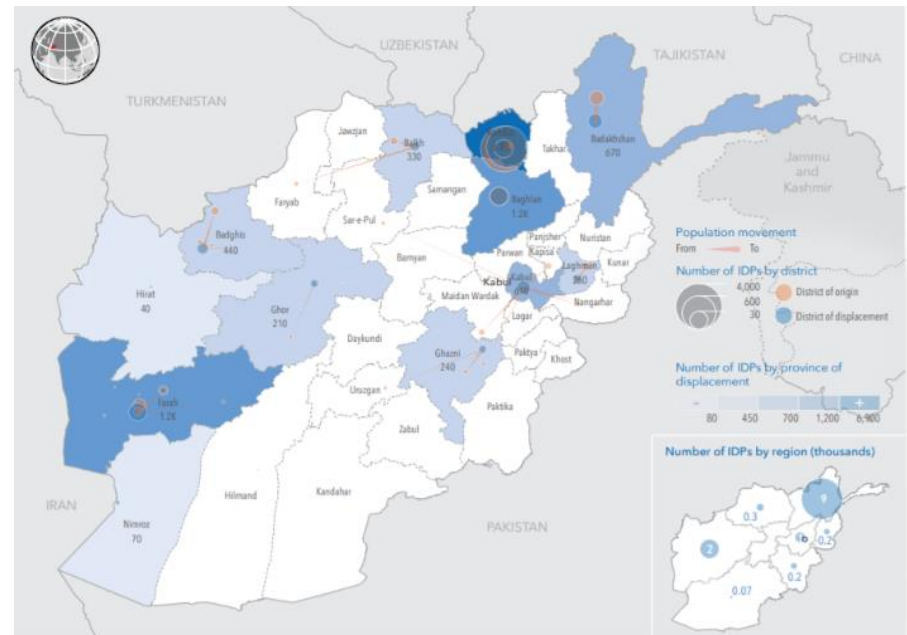 UZBEKISTAN
TAJIKISTAN
CHINA
TURKMENISTAN
Jawzjan
Balkh
330
Takhar
Badakhshan
670
Jammu
and
Kashmir
Faryab
Samangan
Baghlan
1.2K
Sar-e-Pul
Badghis
440
Panjsher
Nuristan
Parwan
Kapisa
Kunar
Laghman
Bamyan
Kabul
Kabul
Hirat
40
Maidan Wardak
Nangarhar
Ghor
210
Logar
Daykundi
Ghazni
240
Paktya
Khost
Uruzgan
Paktika
Farah
1.2K
Zabul
Hilmand
Kandahar
Nimroz
70
IRAN
PAKISTAN
Population movement
From
To
Number of IDPs by district
4,000
600
30
District of origin
District of displacement
Number of IDPs by province of
displacement
-
+
80
450
700
1,200
6,900
Number of IDPs by region (thousands)
9
0.3
2
0.2
0.2
0.07